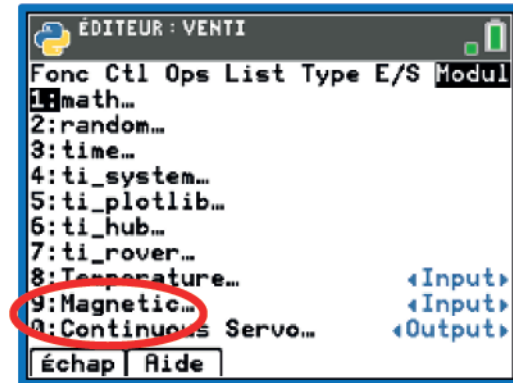 ÉDITEUR : VENTI
Fonc Ctl Ops List Type E/S Modul
1:math…
2:random…
3:time…
4:ti_system…
5:ti_plotlib…
6:ti_hub…
7:ti_rover…
8:Temperature… ◂Input▸
9:Magnetic… ◂Input▸
0:Continuous Servo… ◂Output▸
Échap Aide